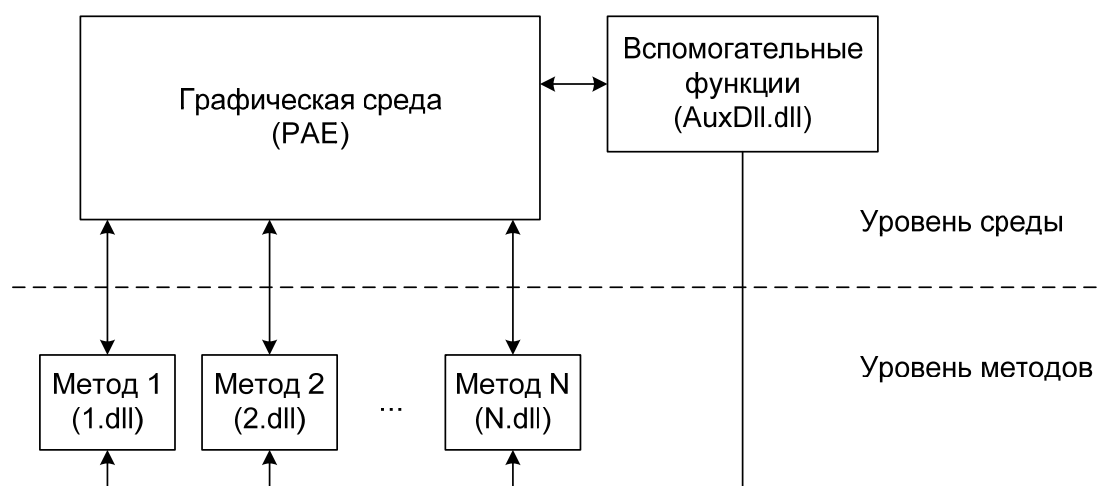 Графическая среда
(PAE)
Вспомогательные
функции
(AuxDll.dll)
Уровень среды
Уровень методов
Метод 1
(1.dll)
Метод 2
(2.dll)
...
Метод N
(N.dll)